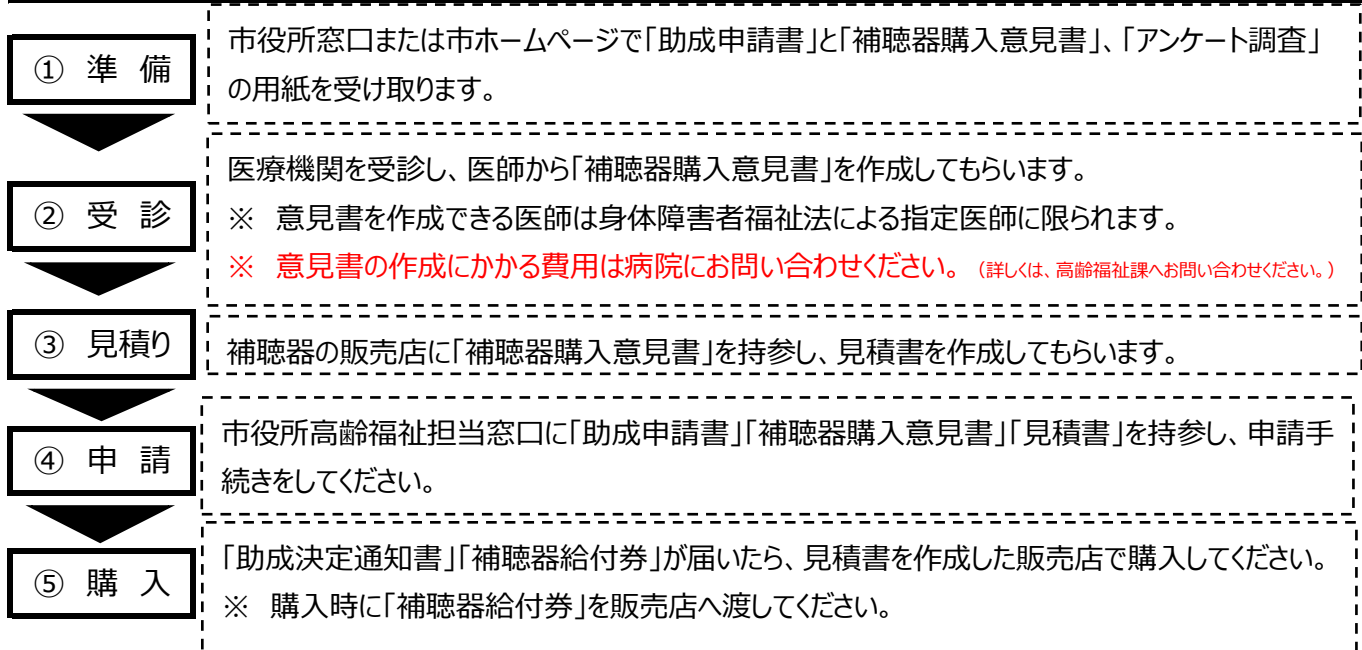 ① 準 備
市役所窓口または市ホームページで「助成申請書」と「補聴器購入意見書」、「アンケート調査」
の用紙を受け取ります。
② 受 診
医療機関を受診し、医師から「補聴器購入意見書」を作成してもらいます。
※ 意見書を作成できる医師は身体障害者福祉法による指定医師に限られます。
※ 意見書の作成にかかる費用は病院にお問い合わせください。（詳しくは、高齢福祉課へお問い合わせください。）
③ 見積り
補聴器の販売店に「補聴器購入意見書」を持参し、見積書を作成してもらいます。
④ 申 請
市役所高齢福祉担当窓口に「助成申請書」「補聴器購入意見書」「見積書」を持参し、申請手
続きをしてください。
⑤ 購 入
「助成決定通知書」「補聴器給付券」が届いたら、見積書を作成した販売店で購入してください。
※ 購入時に「補聴器給付券」を販売店へ渡してください。